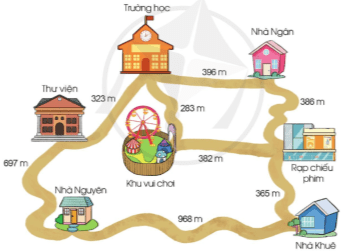 Trường học
Nhà Ngân
396 m
Thư viện
323 m
283 m
386 m
382 m
Khu vui chơi
Rạp chiếu
phim
697 m
365 m
Nhà Nguyên
968 m
Nhà Khuê